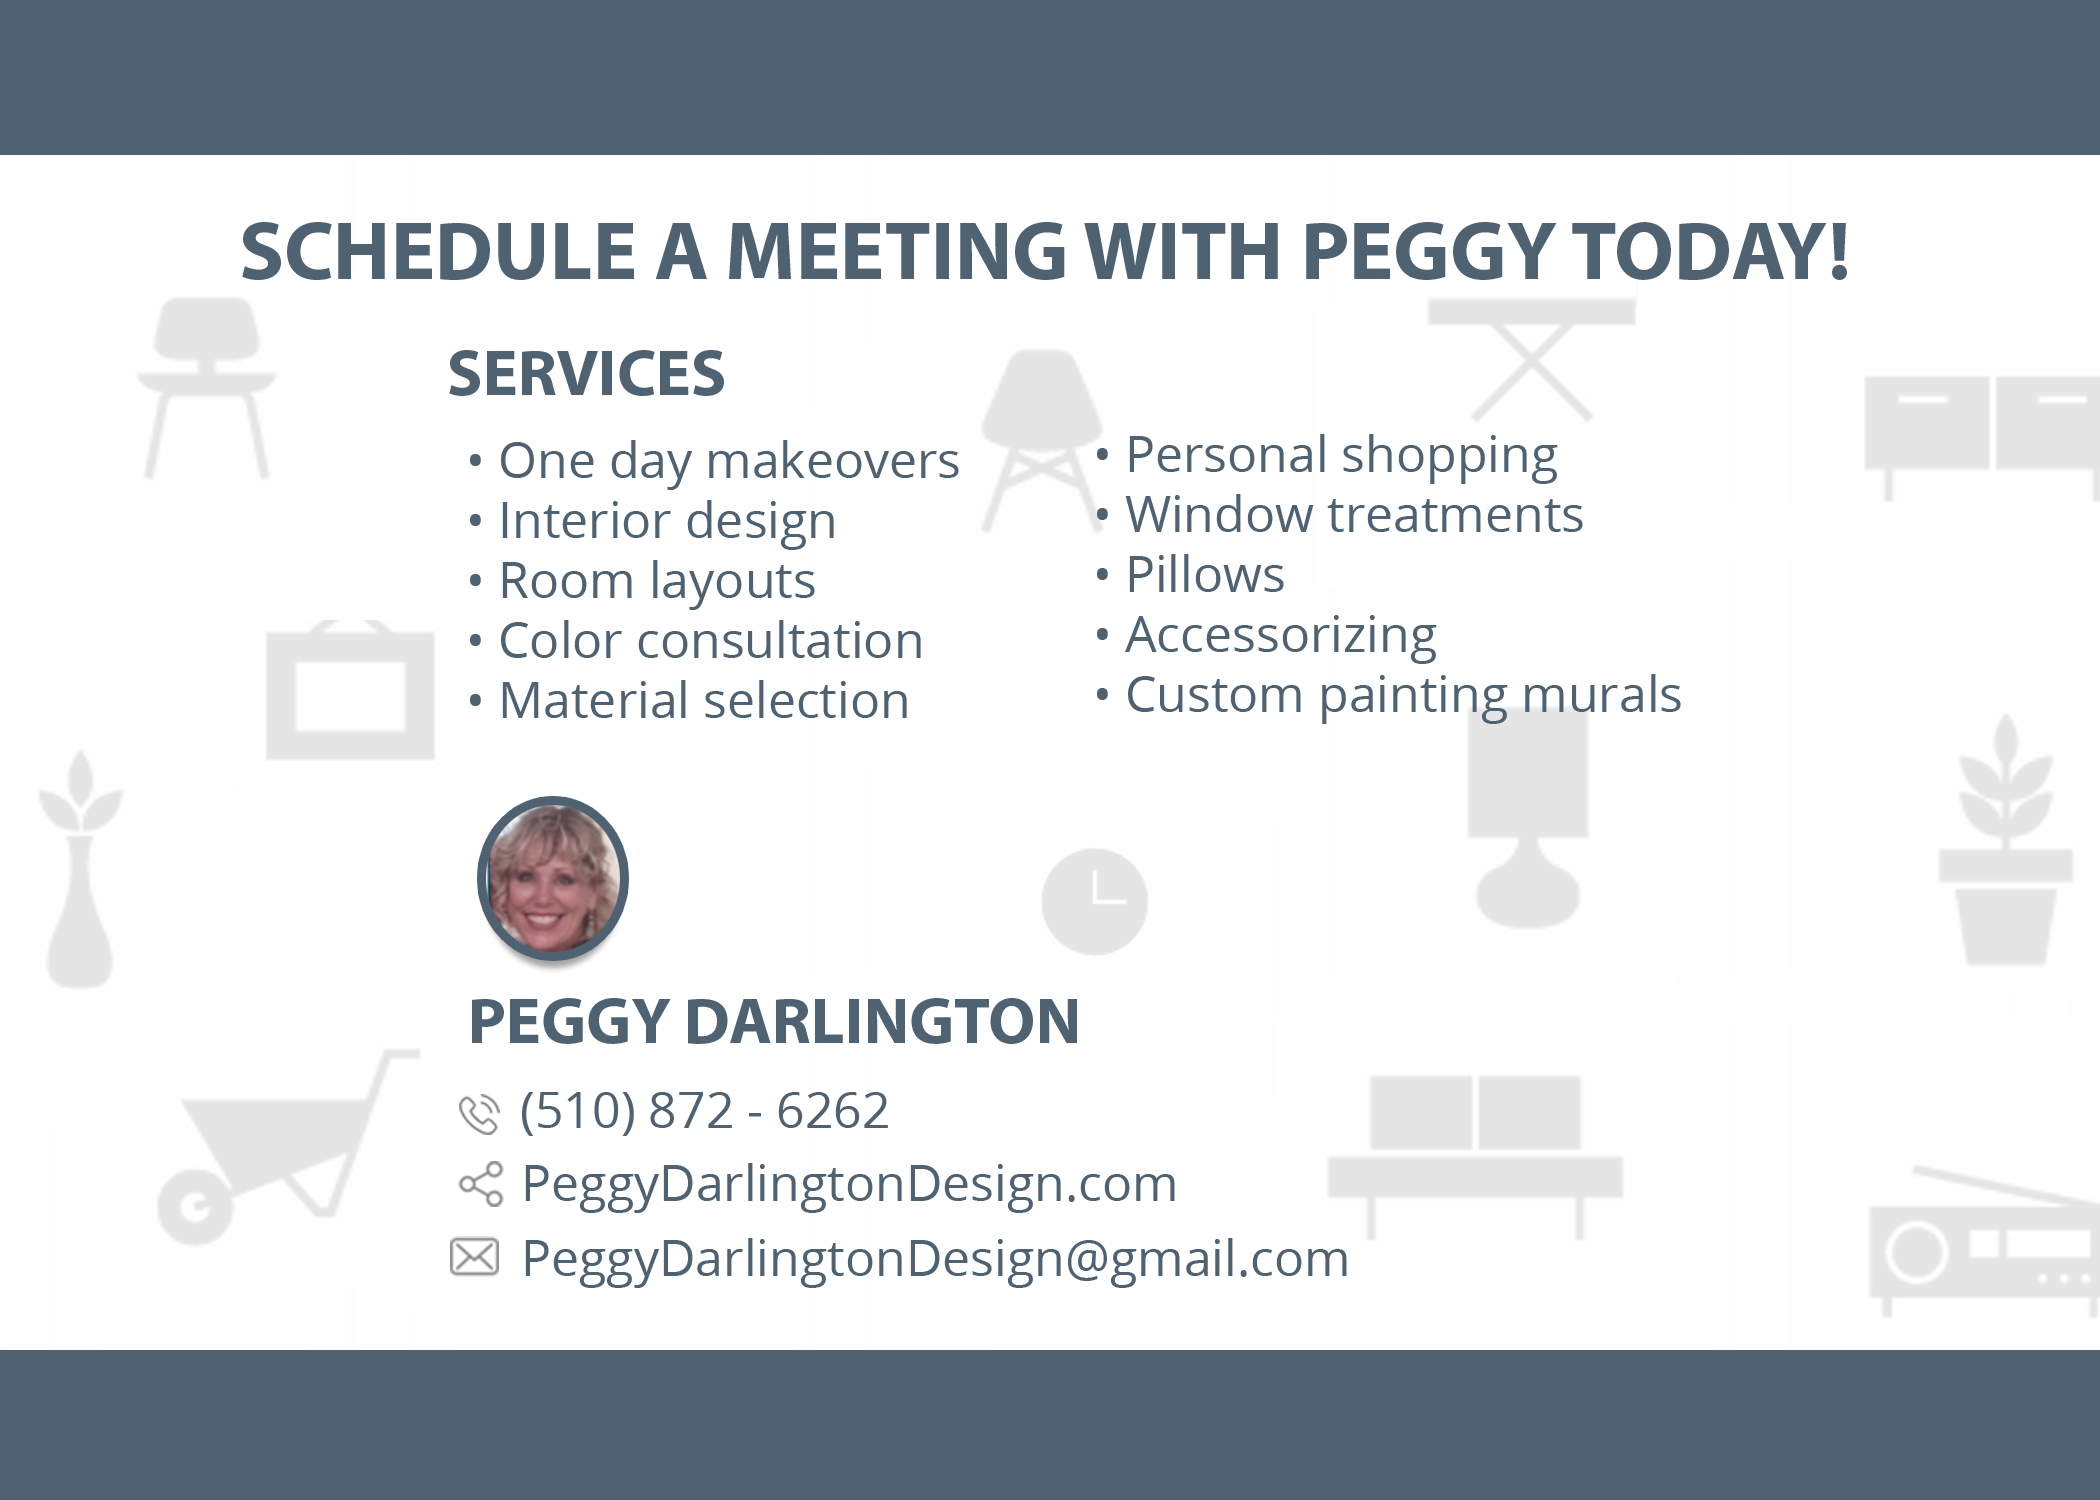 SCHEDULE A MEETING WITH PEGGY TODAY!
SERVICES
• One day makeovers
• Interior design
• Room layouts
• Color consultation
• Material selection
• Personal shopping
• Window treatments
• Pillows
• Accessorizing
• Custom painting murals
PEGGY DARLINGTON
(510) 872 - 6262
PeggyDarlingtonDesign.com
PeggyDarlingtonDesign@gmail.com